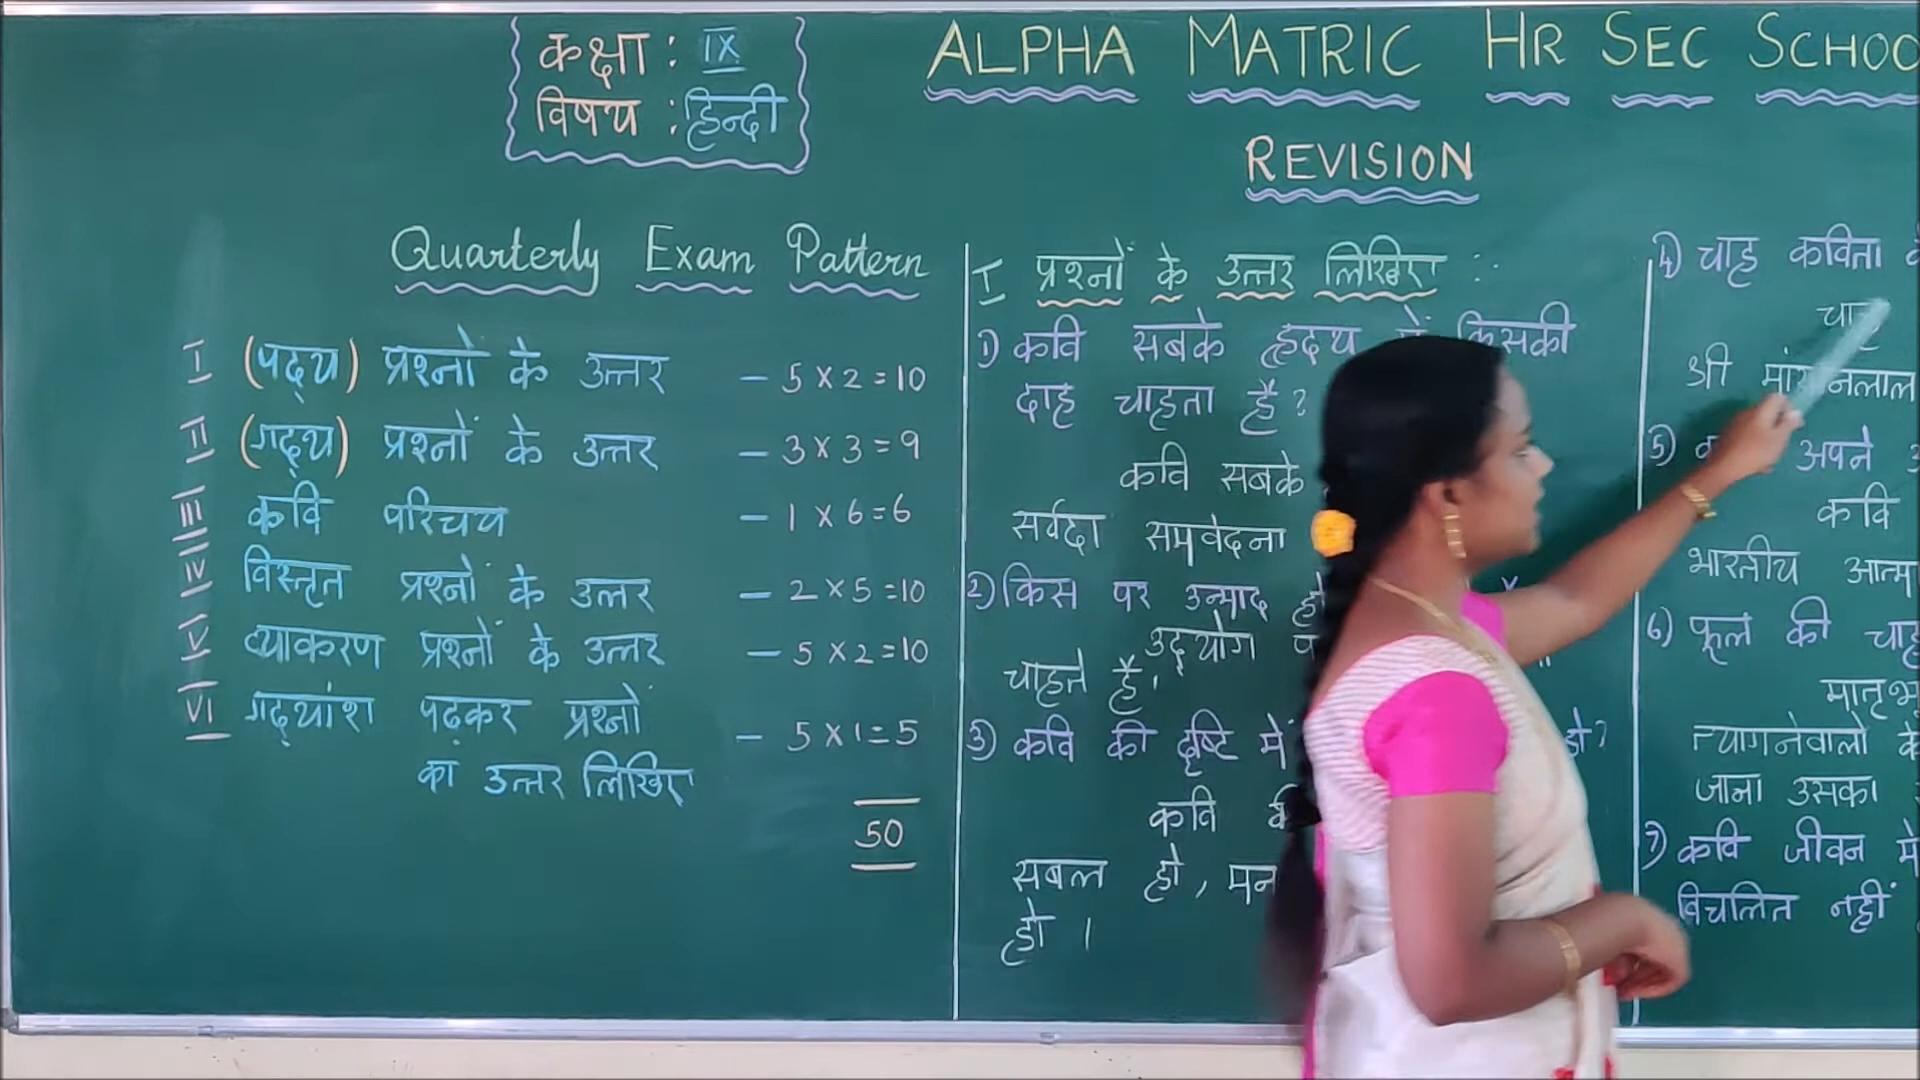 कक्षा : IX
विषय : हिन्दी
ALPHA MATRIC HR SEC SCHOO
REVISION
Quarterly Exam Pattern
I (पद्य) प्रश्नों के उत्तर - 5 x 2 = 10
II (गद्य) प्रश्नों के उत्तर - 3 x 3 = 9
III कवि परिचय - 1 x 6 = 6
IV विस्तृत प्रश्नों के उत्तर - 2 x 5 = 10
V व्याकरण प्रश्नों के उत्तर - 5 x 2 = 10
VI गद्यांश पढ़कर प्रश्नों
का उत्तर लिखिए - 5 x 1 = 5
50
I प्रश्नों के उत्तर लिखिए :-
1) कवि सबके हृदय में किसकी
दाह चाहता है?
कवि सबके
सर्वदा समवेदना
2) किस पर उन्माद
उद्योग
चाहते हैं।
3) कवि की दृष्टि में हो?
कवि
सबल हो, मन
हो ।
4) चाह कविता
चाह
श्री माखनलाल
5) अपने
कवि
भारतीय आत्म
6) फूल की चाह
मातृभ
त्यागनेवालो के
जाना उसका
7) कवि जीवन मे
विचलित नहीं